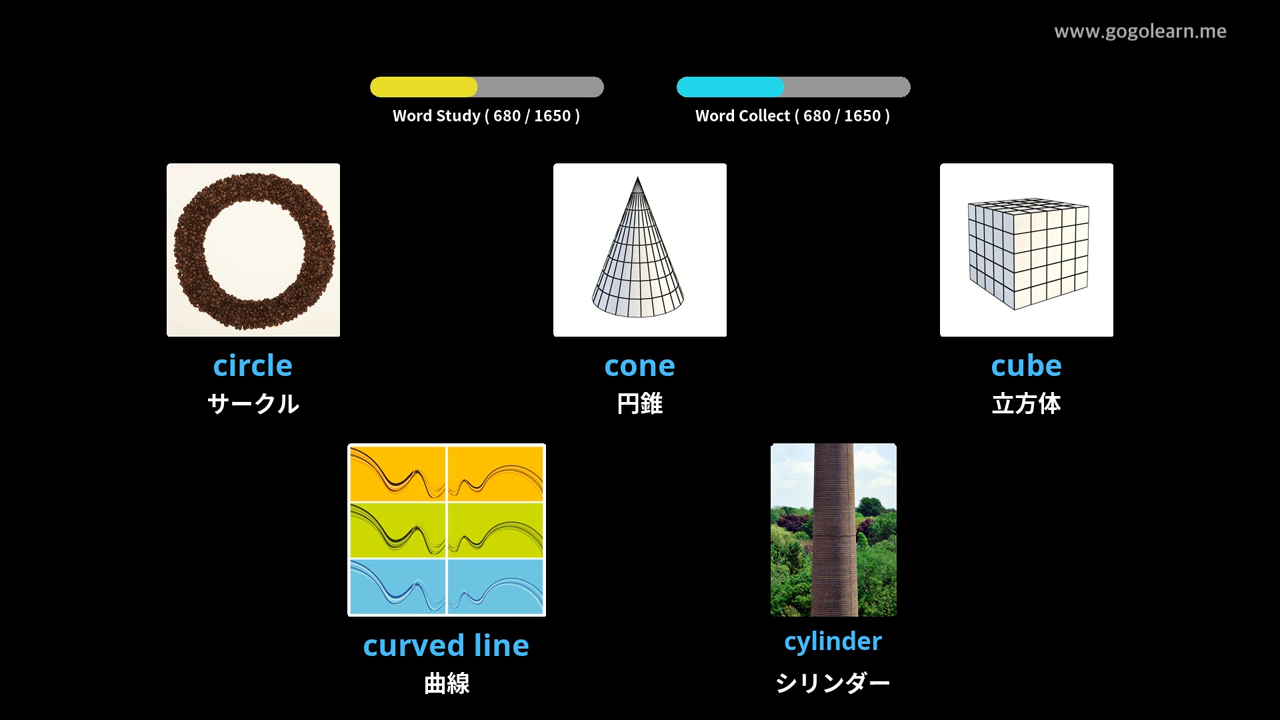 www.gogolearn.me
Word Study ( 680 / 1650 )
Word Collect ( 680 / 1650 )
circle
サークル
cone
円錐
cube
立方体
curved line
曲線
cylinder
シリンダー